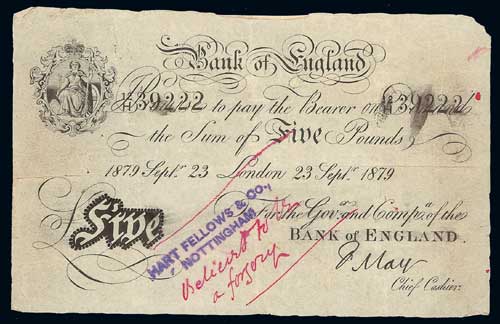 Bank of England
12/H 39222 to pay the Bearer on 12/H 39222
the Sum of Five Pounds
1879 Septr. 23 London 23 Septr. 1879
For the Govr. and Compa. of the
BANK OF ENGLAND
Five
F May
Chief Cashier.
HART FELLOWS & CO.,
NOTTINGHAM
believed to be
a forgery